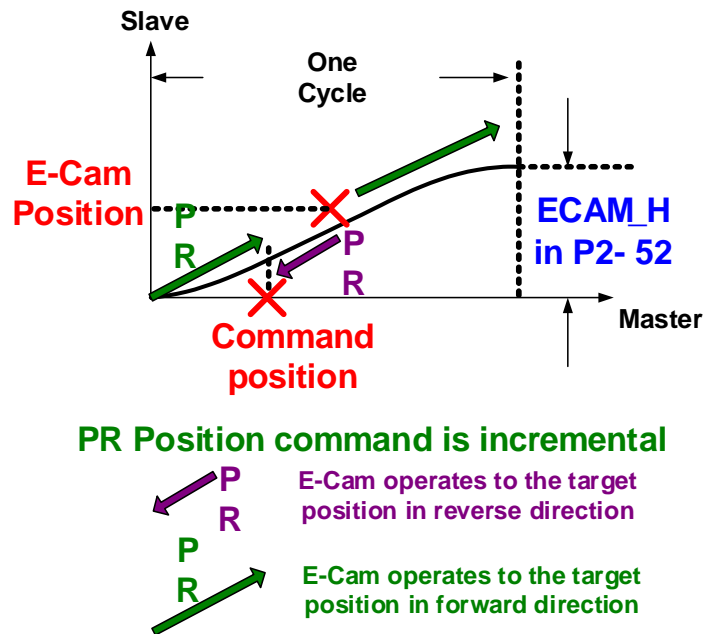 Slave
One
Cycle
E-Cam
Position
P
R
P
R
ECAM_H
in P2- 52
Master
Command
position
PR Position command is incremental
P
R
E-Cam operates to the target
position in reverse direction
P
R
E-Cam operates to the target
position in forward direction